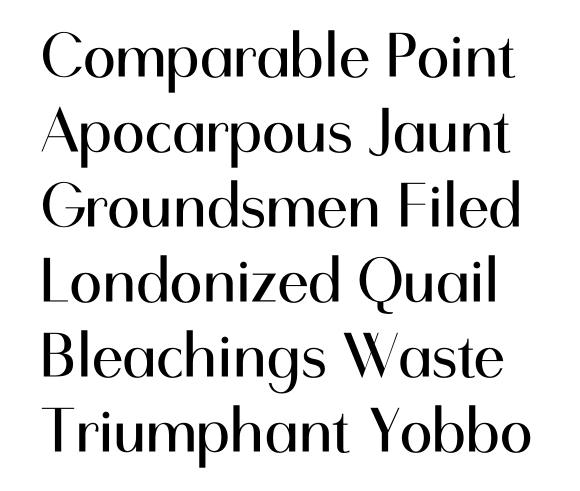 Comparable Point
Apocarpous Jaunt
Groundsmen Filed
Londonized Quail
Bleachings Waste
Triumphant Yobbo